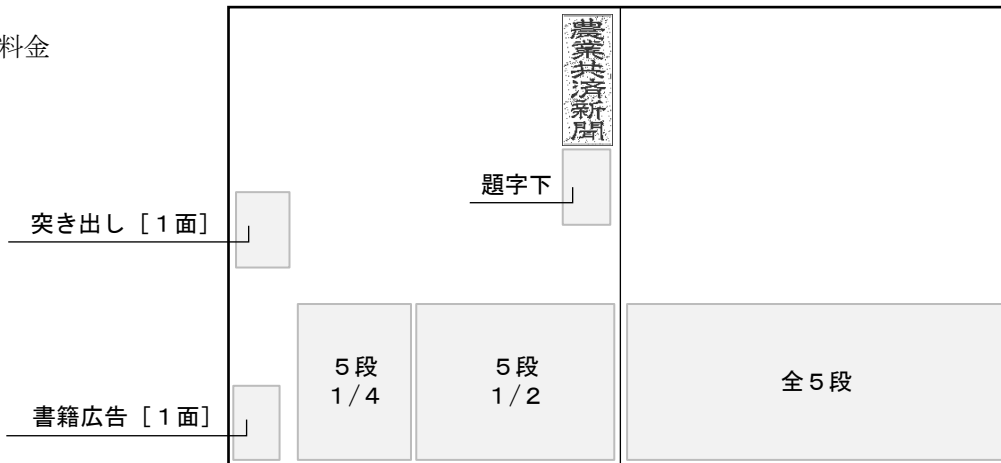 料金
農業共済新聞
題字下
突き出し［１面］
５段
１/４
５段
１/２
全５段
書籍広告［１面］